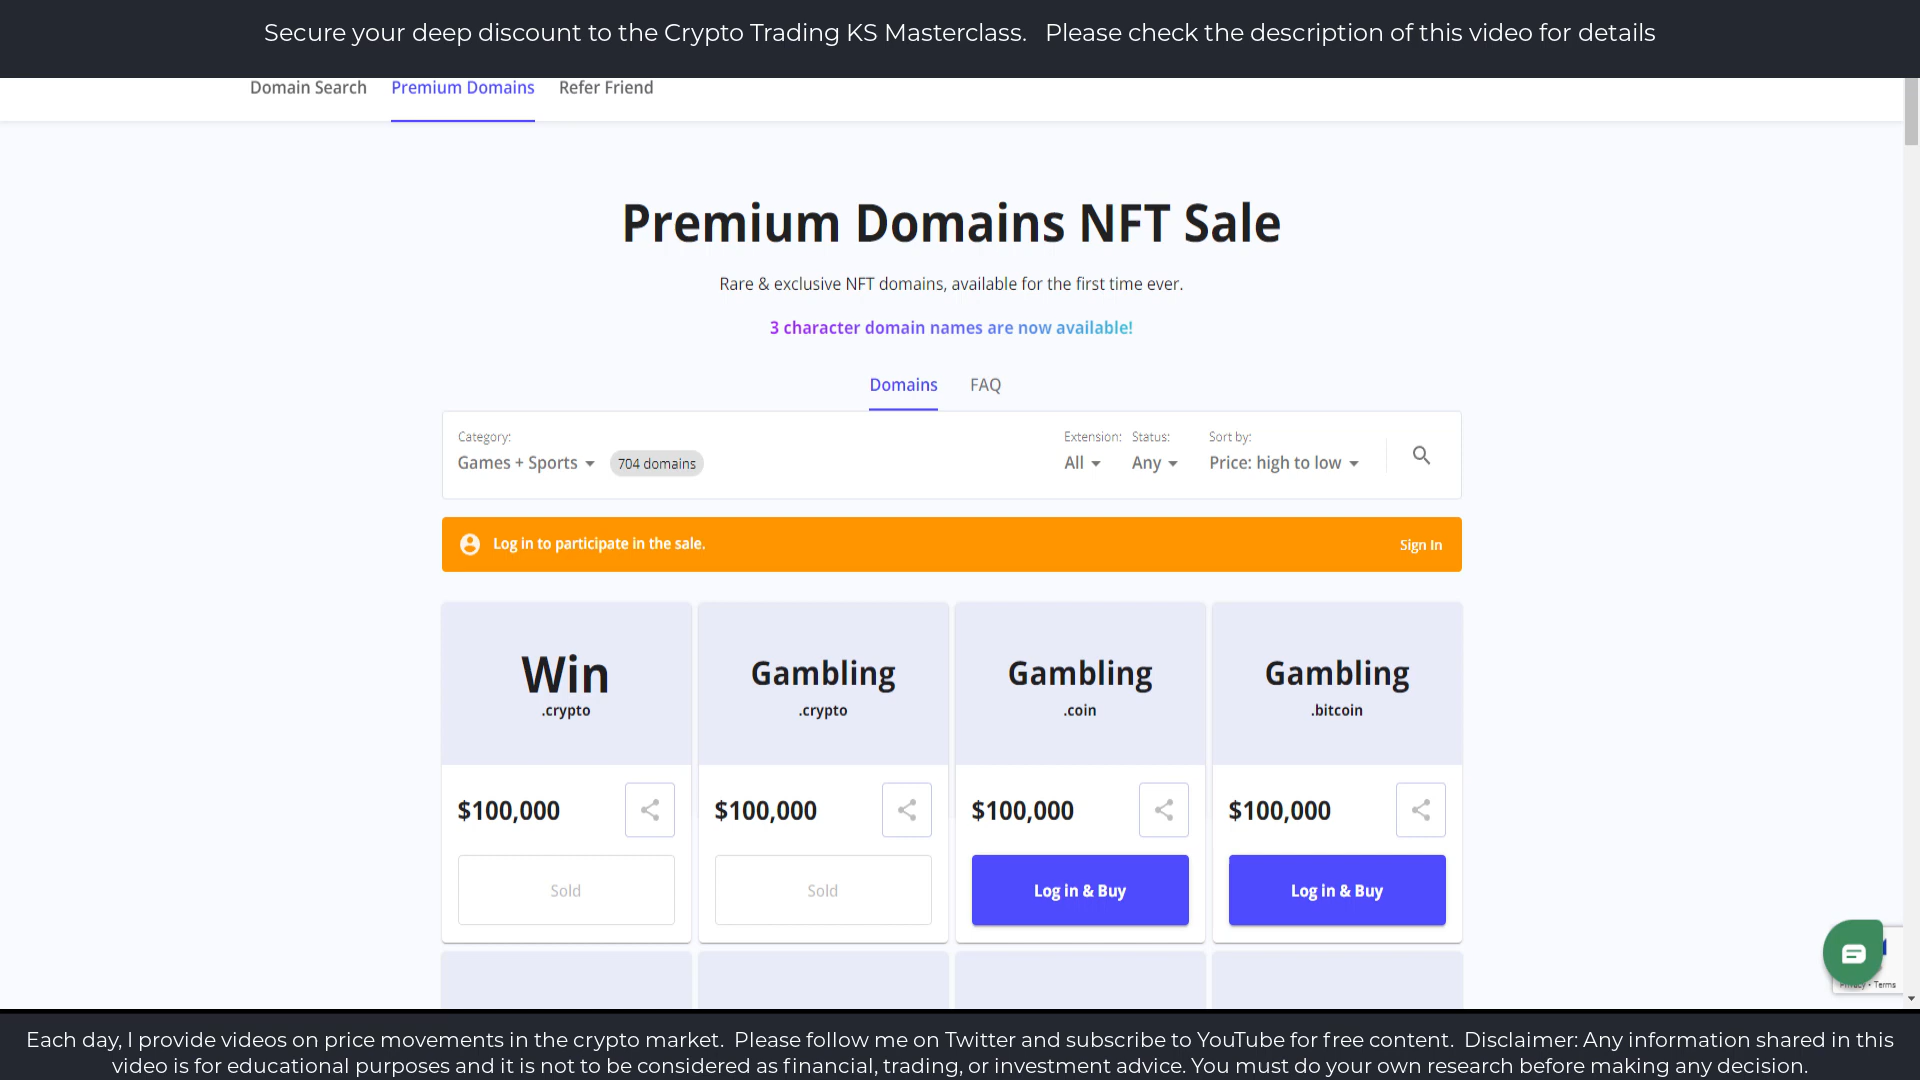 Secure your deep discount to the Crypto Trading KS Masterclass.   Please check the description of this video for details
Domain Search Premium Domains Refer Friend
Premium Domains NFT Sale
Rare & exclusive NFT domains, available for the first time ever.
3 character domain names are now available!
Domains FAQ
Category: Extension: Status: Sort by:
Games + Sports 704 domains All Any Price: high to low
Log in to participate in the sale. Sign In
Win Gambling Gambling Gambling
.crypto .crypto .coin .bitcoin
$100,000 $100,000 $100,000 $100,000
Sold Sold Log in & Buy Log in & Buy
Privacy • Terms
Each day, I provide videos on price movements in the crypto market.  Please follow me on Twitter and subscribe to YouTube for free content.  Disclaimer: Any information shared in this
video is for educational purposes and it is not to be considered as financial, trading, or investment advice. You must do your own research before making any decision.